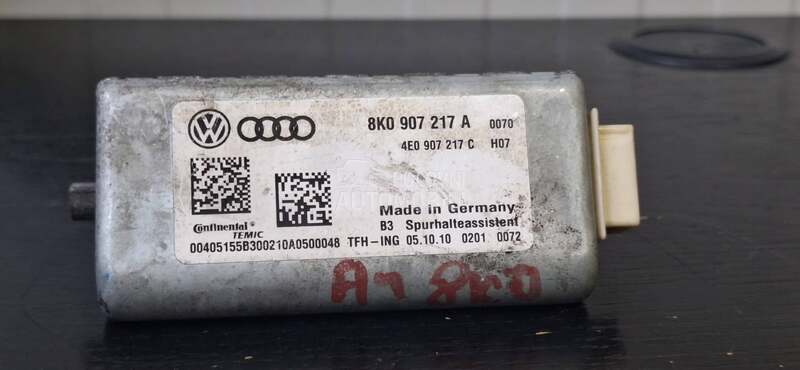 8K0 907 217 A 0070
4E0 907 217 C H07
Made in Germany
Continental®
TEMIC
B3 Spurhalteassistent
00405155B300210A0500048 TFH-ING 05.10.10 0201 0072
8K0